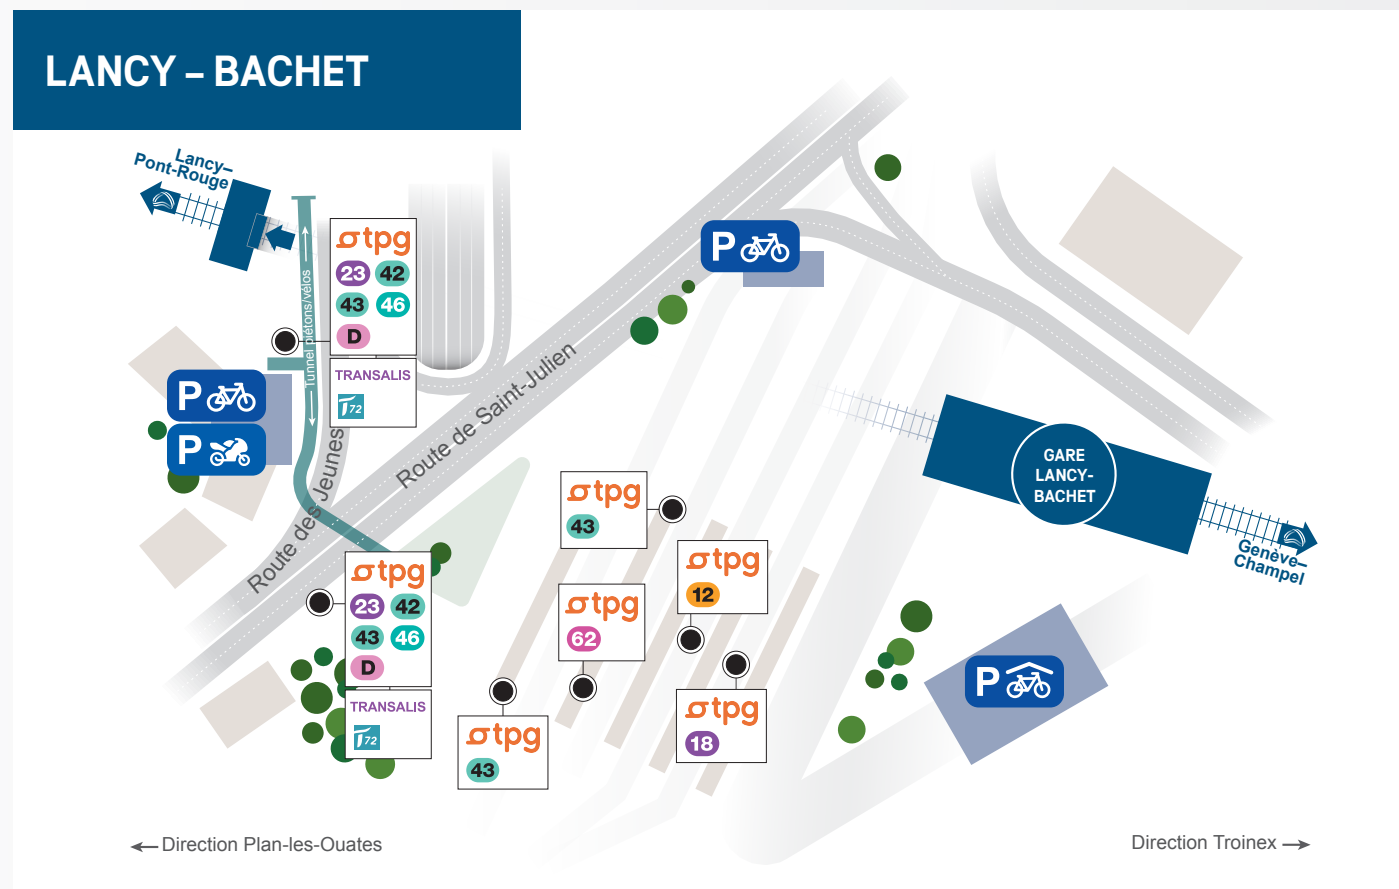 LANCY – BACHET
Lancy–
Pont-Rouge
Tunnel piétons/vélos
tpg
23 42
43 46
D
TRANSALIS
T72
P
P
P
Route de Saint-Julien
Route des Jeunes
GARE
LANCY-
BACHET
Genève–
Champel
tpg
43
tpg
12
tpg
62
tpg
23 42
43 46
D
TRANSALIS
T72
tpg
43
tpg
18
P
Direction Plan-les-Ouates
Direction Troinex